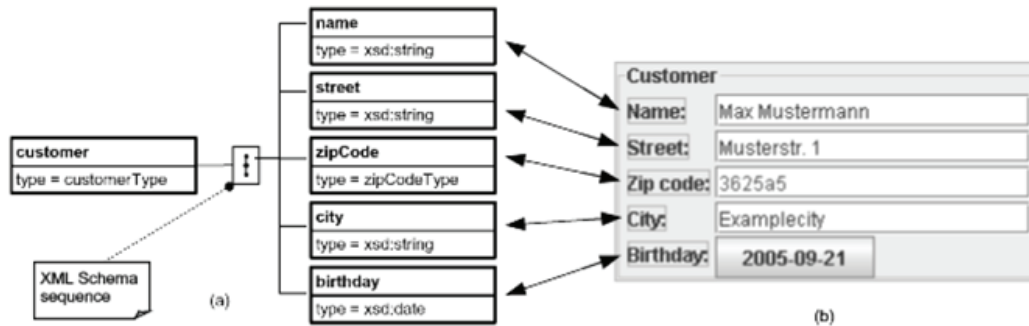 name
type = xsd:string
street
type = xsd:string
zipCode
type = zipCodeType
city
type = xsd:string
birthday
type = xsd:date
customer
type = customerType
XML Schema
sequence
(a)
Customer
Name: Max Mustermann
Street: Musterstr. 1
Zip code: 3625a5
City: Examplecity
Birthday: 2005-09-21
(b)